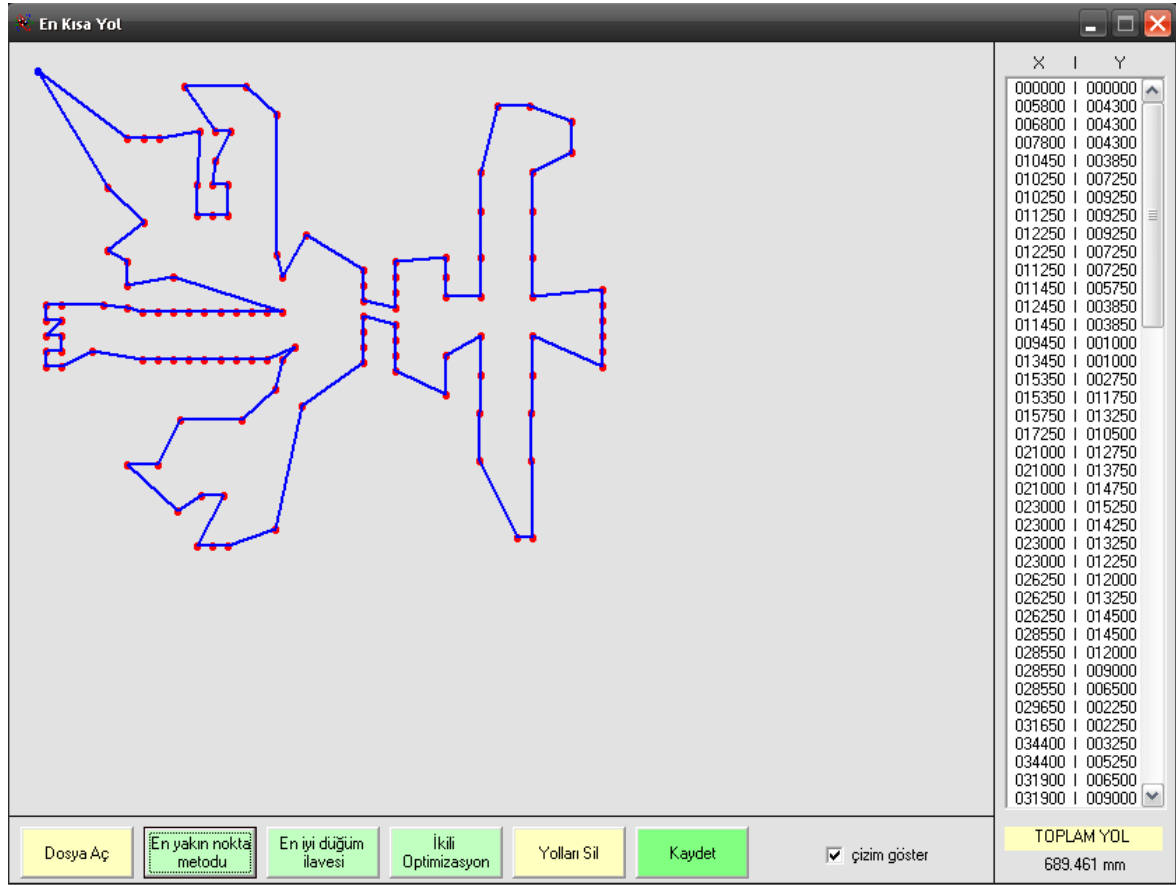 En Kısa Yol
X I Y
000000 I 000000
005800 I 004300
006800 I 004300
007800 I 004300
010450 I 003850
010250 I 007250
010250 I 009250
011250 I 009250
012250 I 009250
012250 I 007250
011250 I 007250
011450 I 005750
012450 I 003850
011450 I 003850
009450 I 001000
013450 I 001000
015350 I 002750
015350 I 011750
015750 I 013250
017250 I 010500
021000 I 012750
021000 I 013750
021000 I 014750
023000 I 015250
023000 I 014250
023000 I 013250
023000 I 012250
026250 I 012000
026250 I 013250
026250 I 014500
028550 I 014500
028550 I 012000
028550 I 009000
028550 I 006500
029650 I 002250
031650 I 002250
034400 I 003250
034400 I 005250
031900 I 006500
031900 I 009000
Dosya Aç
En yakın nokta
metodu
En iyi düğüm
ilavesi
İkili
Optimizasyon
Yolları Sil
Kaydet
çizim göster
TOPLAM YOL
689.461 mm